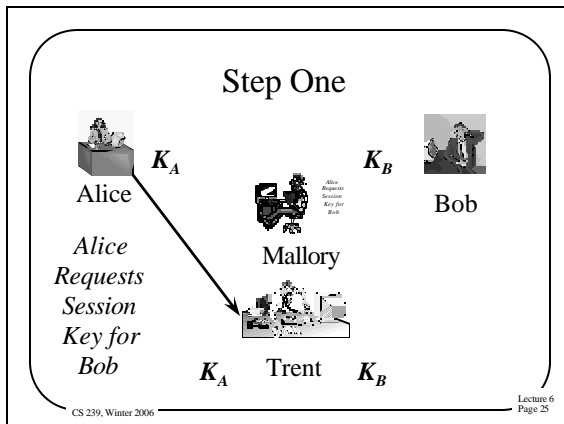 Step One
K_A
K_B
Alice
Requests
Session
Key for
Bob
Alice
Bob
Mallory
Alice
Requests
Session
Key for
Bob
K_A
Trent
K_B
CS 239, Winter 2006
Lecture 6
Page 25